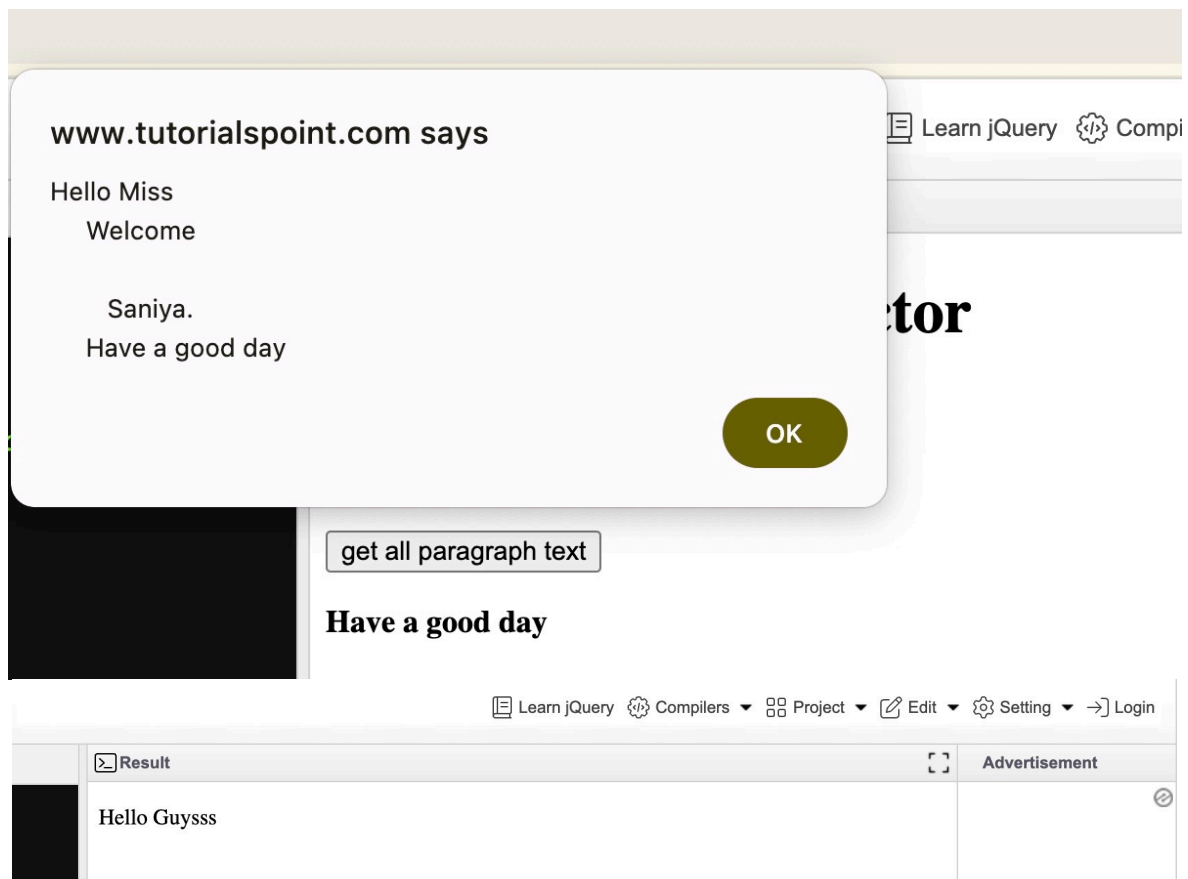 www.tutorialspoint.com says
Hello Miss
Welcome
Saniya.
Have a good day
OK
Learn jQuery Compi
tor
get all paragraph text
Have a good day
Learn jQuery Compilers Project Edit Setting Login
Result Advertisement
Hello Guysss